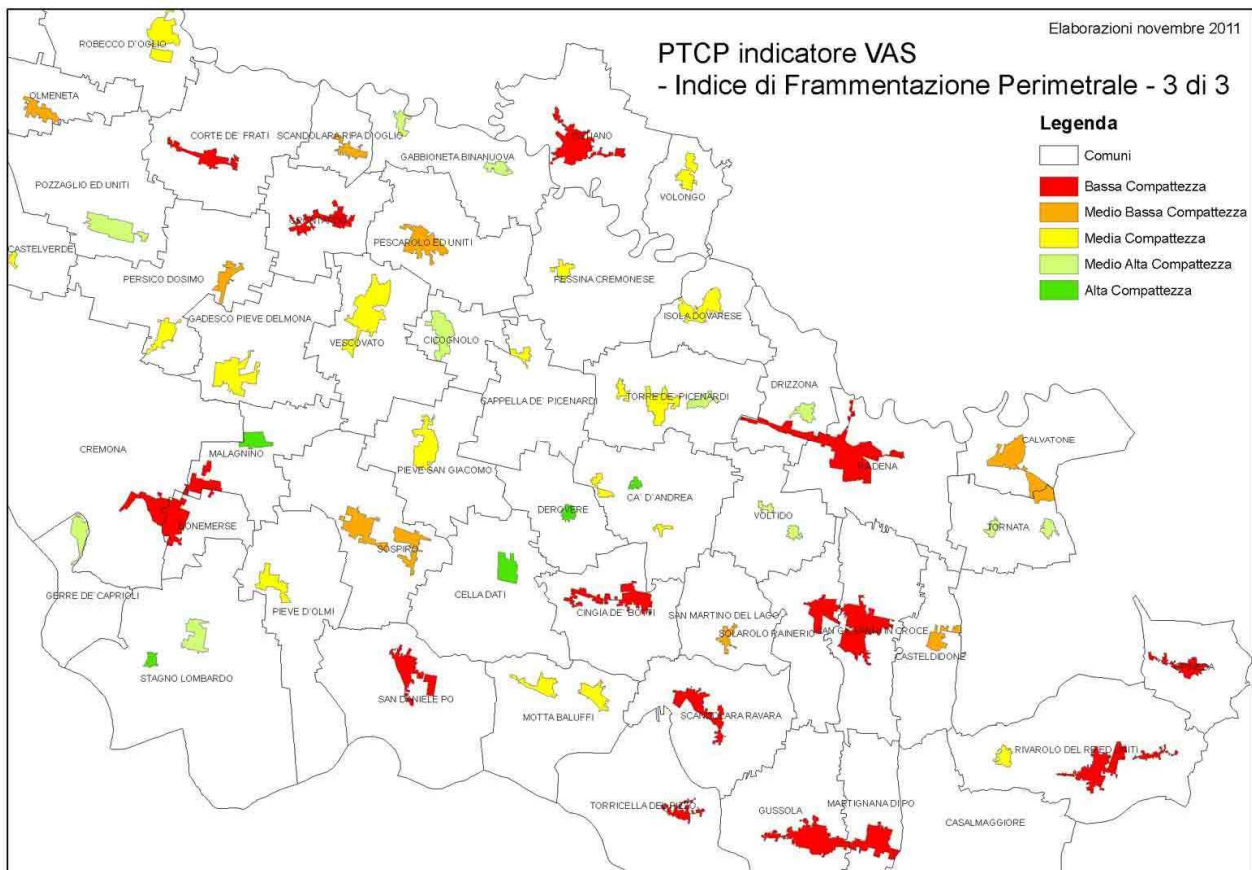 Elaborazioni novembre 2011
PTCP indicatore VAS
- Indice di Frammentazione Perimetrale - 3 di 3
Legenda
Comuni
Bassa Compattezza
Medio Bassa Compattezza
Media Compattezza
Medio Alta Compattezza
Alta Compattezza
ROBECCO D'OGLIO
OLMENETA
CORTE DE' FRATI
SCANDOLARA RIPA D'OGLIO
GABBIONETA BINANUOVA
VOLONGO
POZZAGLIO ED UNITI
PESCAROLO ED UNITI
CASTELVERDE
PERSICO DOSIMO
PESSINA CREMONESE
GADESCO PIEVE DELMONA
ISOLA DOVARESE
VESCOVATO
CICOGNOLO
DRIZZONA
TORRE DE' PICENARDI
CAPPELLA DE' PICENARDI
CREMONA
MALAGNINO
CALVATONE
PIEVE SAN GIACOMO
CA' D'ANDREA
DEROVERE
VOLTIDO
BONEMERSE
TORNATA
SOSPIRO
GERRE DE' CAPRIOLI
PIEVE D'OLMI
CELLA DATI
CINGIA DE' BOTTI
SAN MARTINO DEL LAGO
SOLAROLO RAINERIO
SAN GIOVANNI IN CROCE
CASTELDIDONE
STAGNO LOMBARDO
SAN DANIELE PO
MOTTA BALUFFI
SCANDOLARA RAVARA
RIVAROLO DEL RE ED UNITI
TORRICELLA DEL PIZZO
GUSSOLA
MARTIGNANA DI PO
CASALMAGGIORE